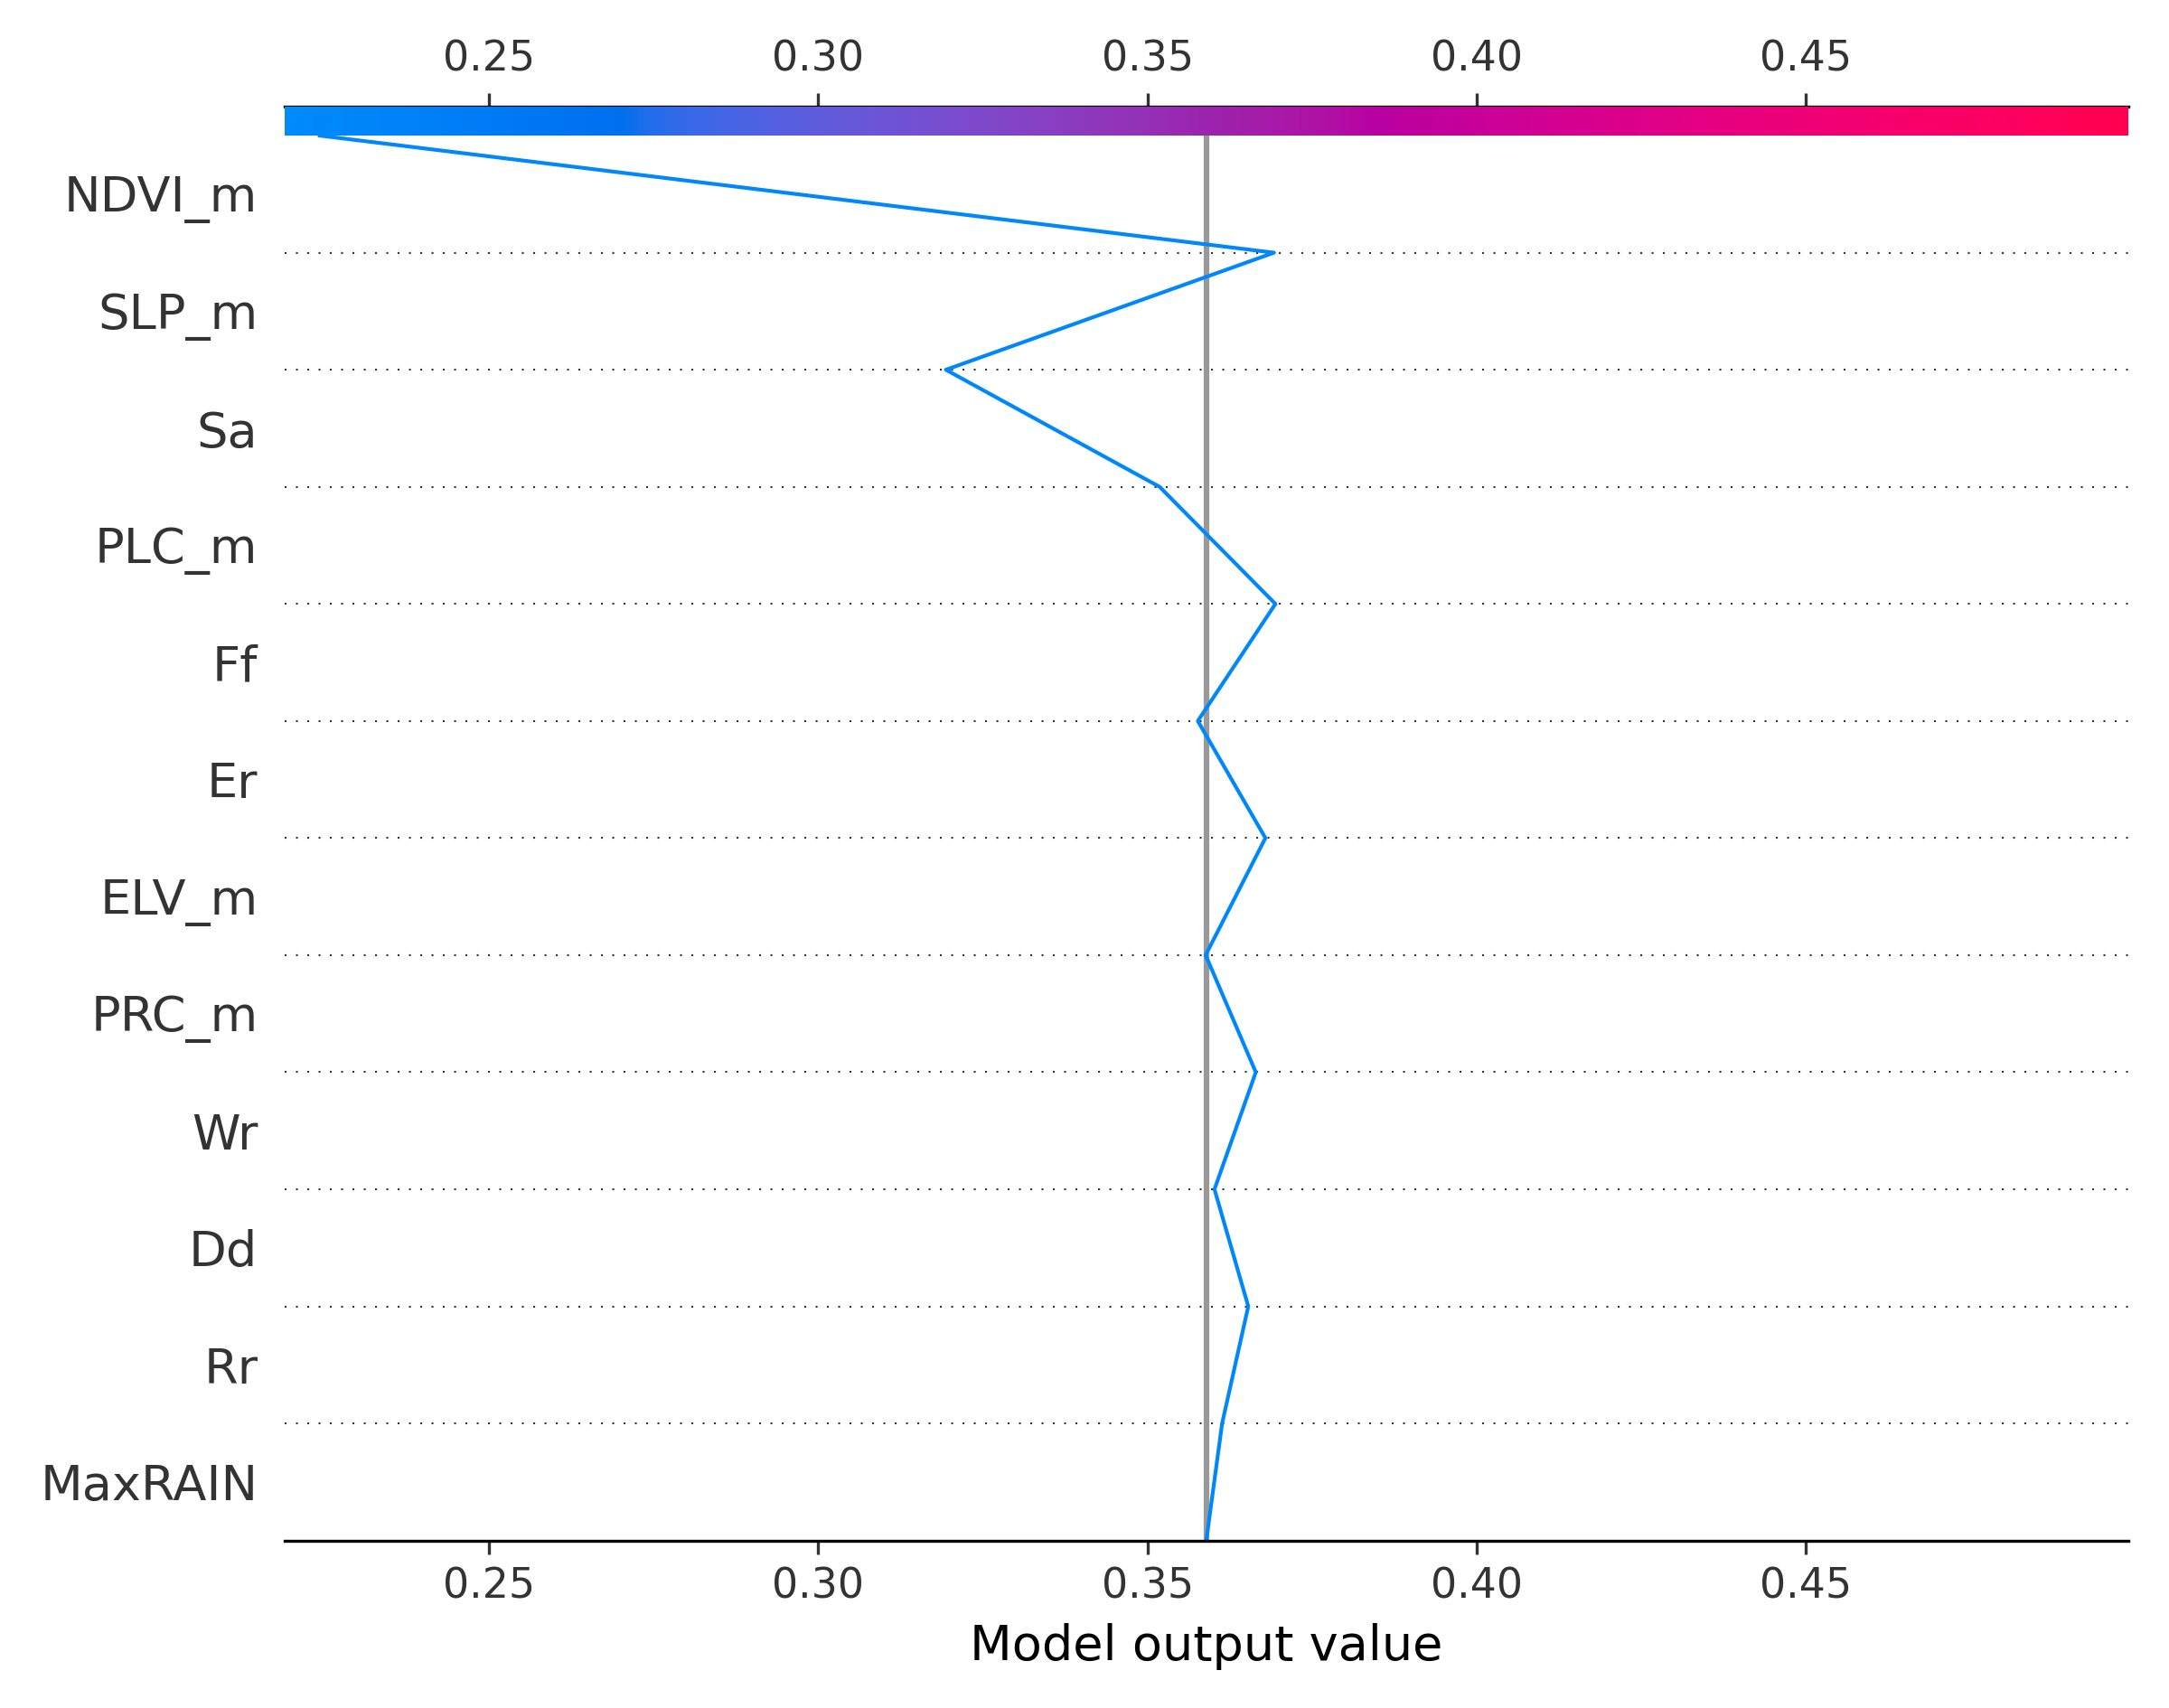 0.25 0.30 0.35 0.40 0.45
NDVI_m
SLP_m
Sa
PLC_m
Ff
Er
ELV_m
PRC_m
Wr
Dd
Rr
MaxRAIN
0.25 0.30 0.35 0.40 0.45
Model output value